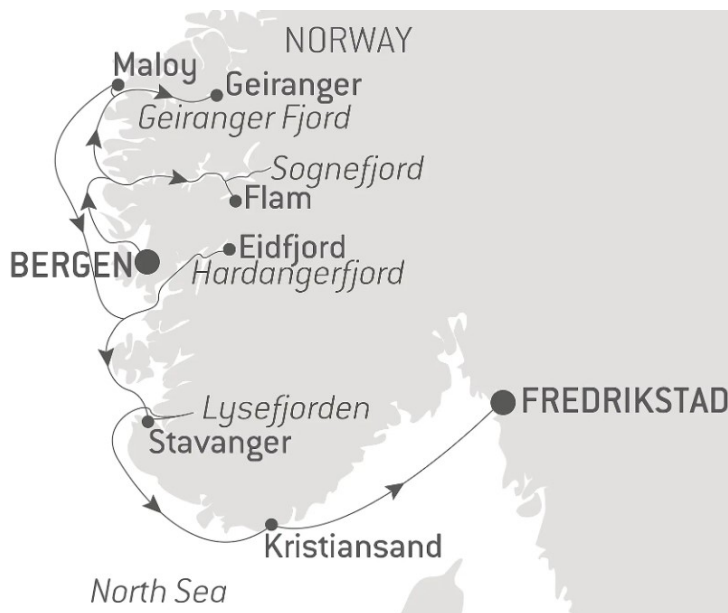 NORWAY
Maloy
Geiranger
Geiranger Fjord
Sognefjord
Flam
BERGEN
Eidfjord
Hardangerfjord
Lysefjorden
FREDRIKSTAD
Stavanger
Kristiansand
North Sea